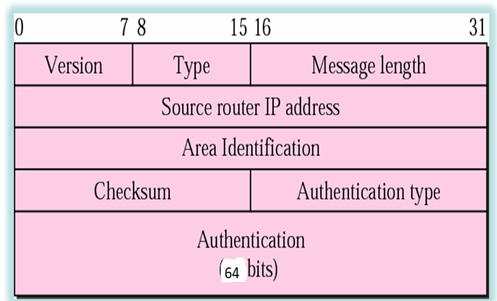 0 7 8 15 16 31
Version Type Message length
Source router IP address
Area Identification
Checksum Authentication type
Authentication
(64 bits)